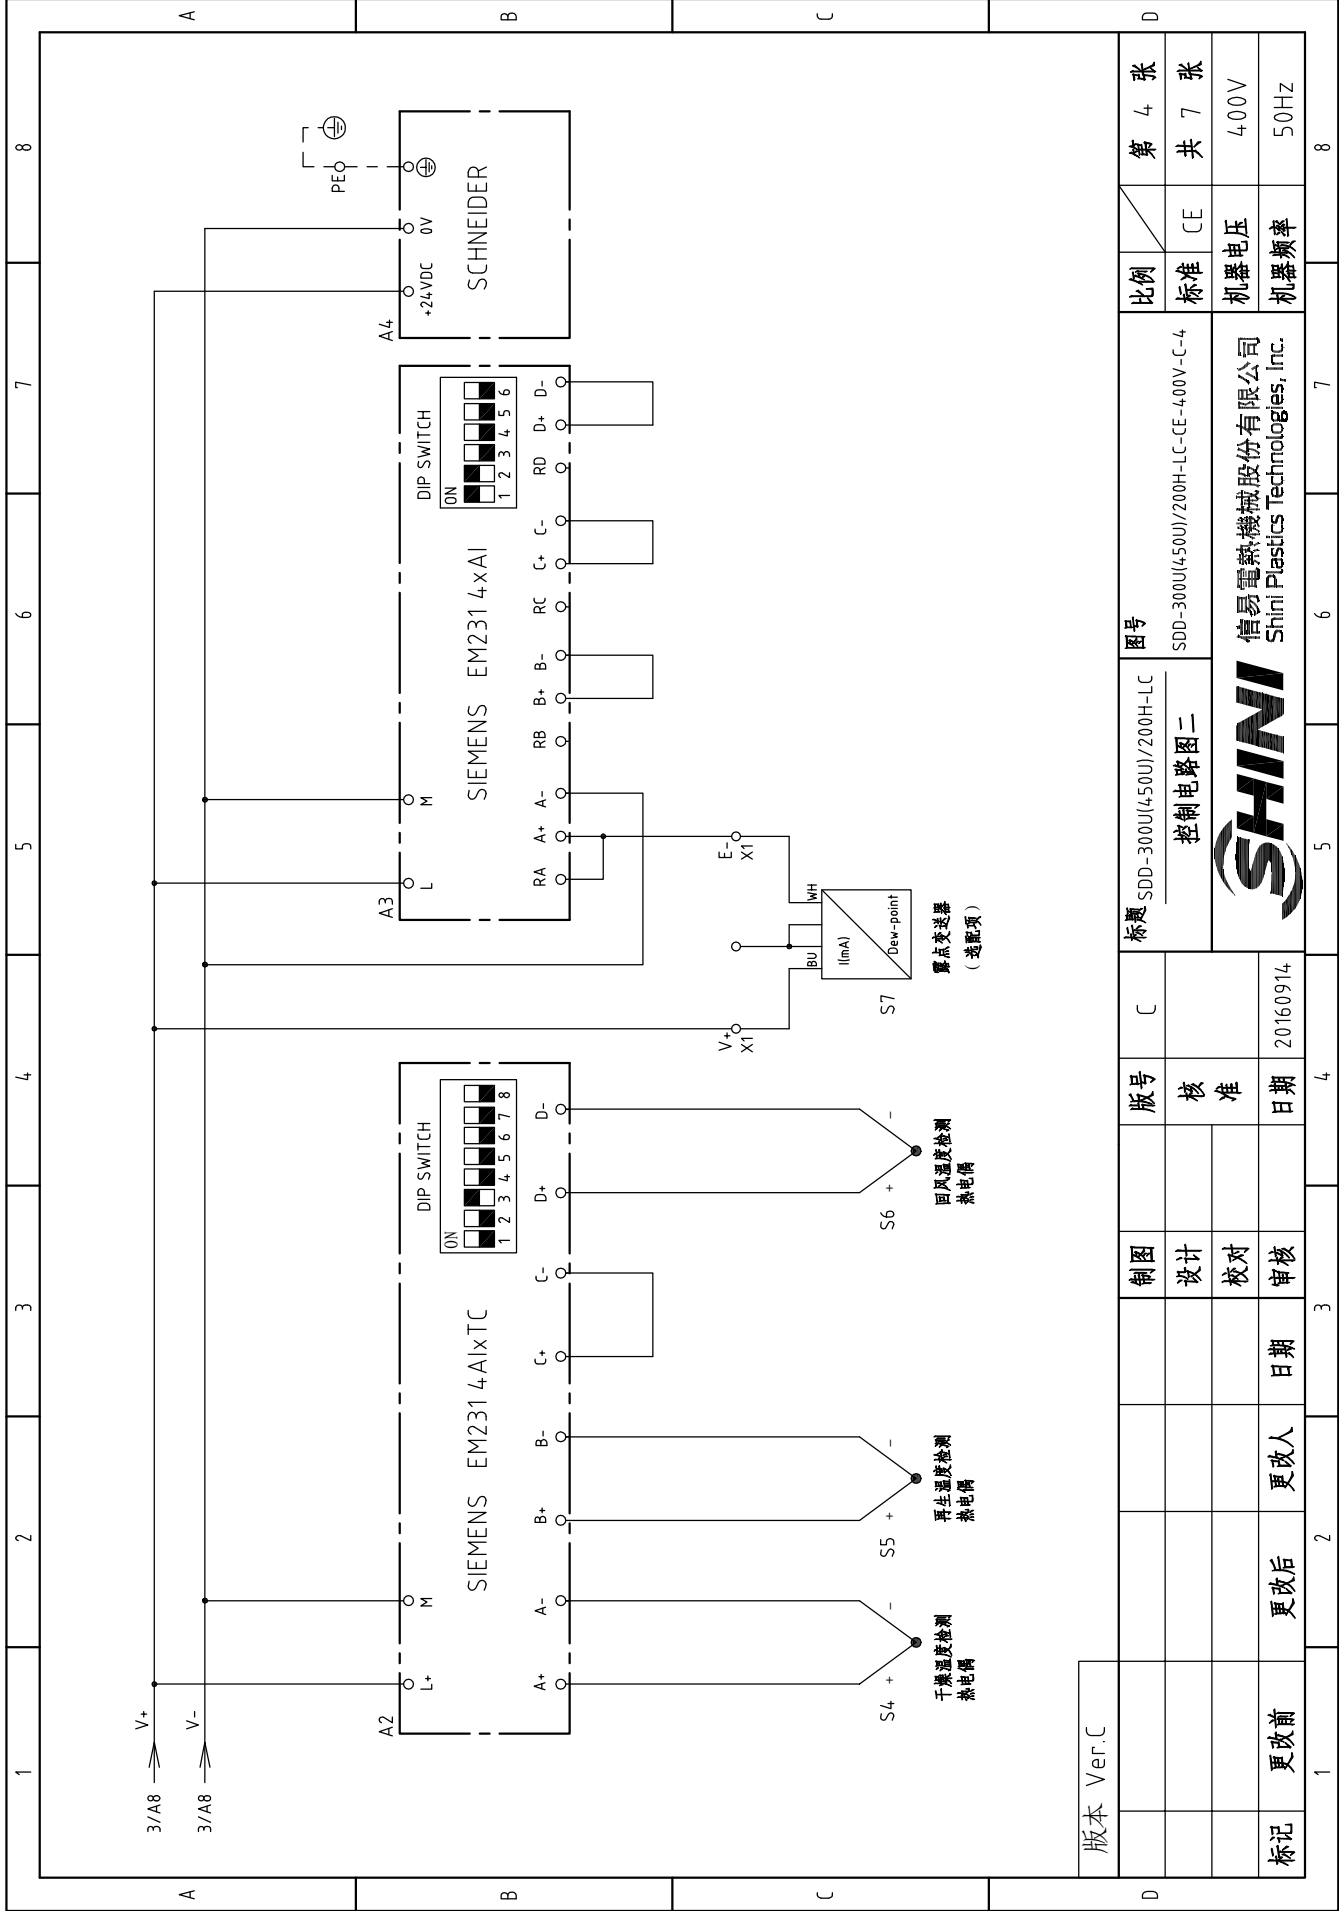 1 2 3 4 5 6 7 8
A
B
C
D
3/A8 V+
3/A8 V-
PE
A2
L+ M
SIEMENS EM231 4AIxTC
DIP SWITCH
ON
1 2 3 4 5 6 7 8
A+ A- B+ B- C+ C- D+ D-
A3
L M
SIEMENS EM231 4xAI
DIP SWITCH
ON
1 2 3 4 5 6
RA A+ A- RB B+ B- RC C+ C- RD D+ D-
A4
+24VDC 0V
SCHNEIDER
V+
X1
E-
X1
S4 + -
干燥温度检测
热电偶
S5 + -
再生温度检测
热电偶
S6 + -
回风温度检测
热电偶
S7
BU WH
I(mA)
Dew-point
露点变送器
（选配项）
版本 Ver.C
标记 更改前 更改后 更改人 日期
制图
设计
校对
审核
版号 C
核
准
日期 20160914
标题 SDD-300U(450U)/200H-LC
控制电路图二
图号
SDD-300U(450U)/200H-LC-CE-400V-C-4
SHINI
信易電熱機械股份有限公司
Shini Plastics Technologies, Inc.
比例 第 4 张
标准 CE 共 7 张
机器电压 400V
机器频率 50Hz
A
B
C
D
1 2 3 4 5 6 7 8